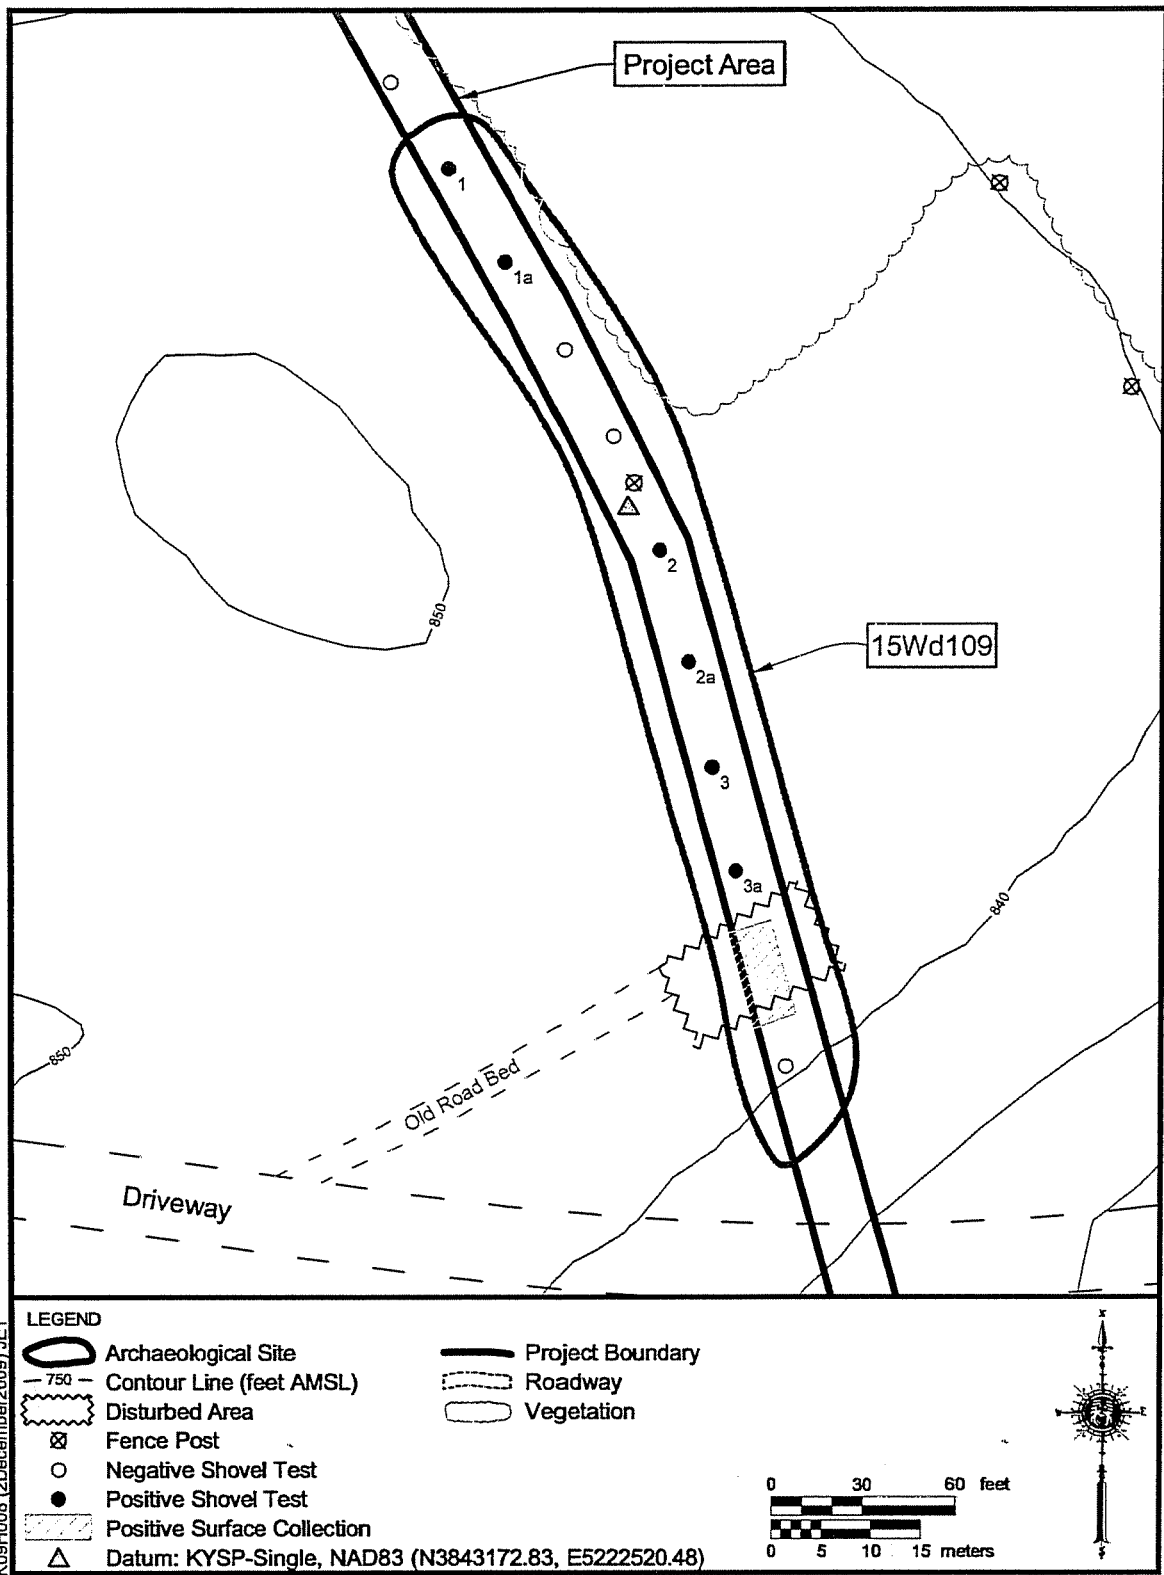 Project Area
1
1a
2
850
15Wd109
2a
3
3a
840
850
Old Road Bed
Driveway
LEGEND
Archaeological Site
750 Contour Line (feet AMSL)
Disturbed Area
Fence Post
Negative Shovel Test
Positive Shovel Test
Positive Surface Collection
Datum: KYSP-Single, NAD83 (N3843172.83, E5222520.48)
Project Boundary
Roadway
Vegetation
0 30 60 feet
0 5 10 15 meters
(2December2009) JET